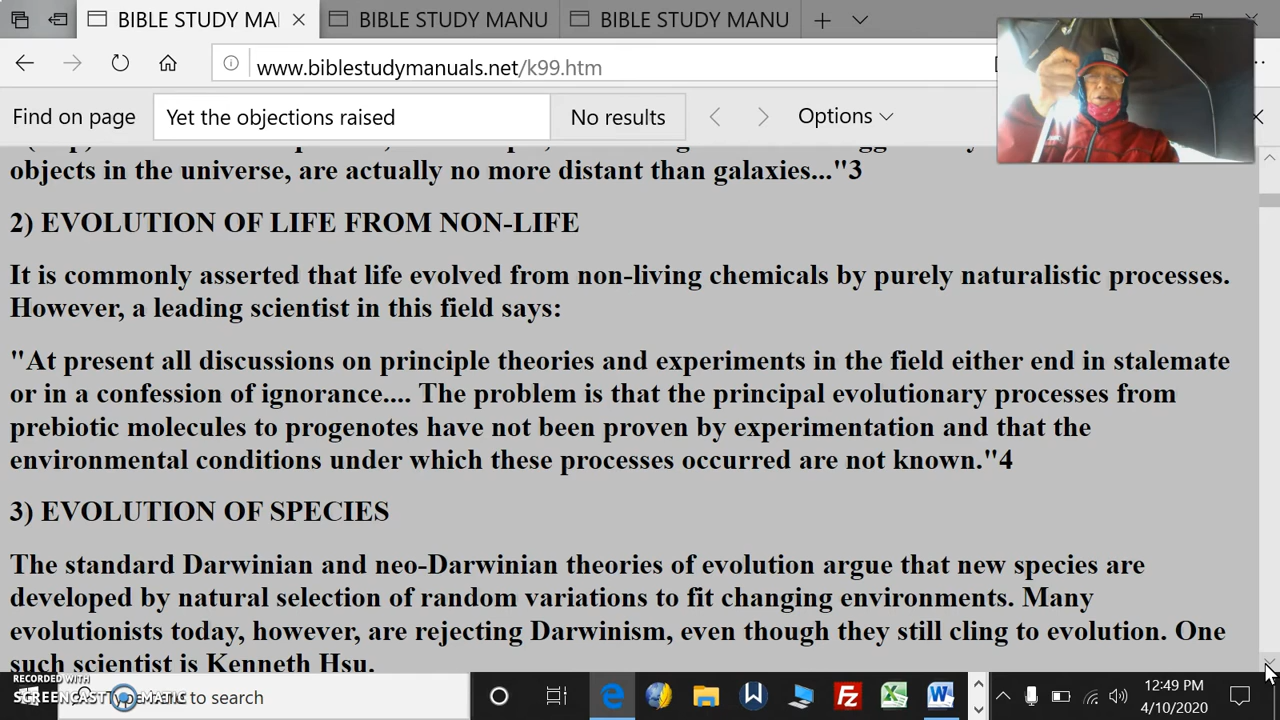 BIBLE STUDY MA
BIBLE STUDY MANU
BIBLE STUDY MANU
www.biblestudymanuals.net/k99.htm
Find on page
Yet the objections raised
No results
Options
objects in the universe, are actually no more distant than galaxies..."3
2) EVOLUTION OF LIFE FROM NON-LIFE
It is commonly asserted that life evolved from non-living chemicals by purely naturalistic processes.
However, a leading scientist in this field says:
"At present all discussions on principle theories and experiments in the field either end in stalemate
or in a confession of ignorance.... The problem is that the principal evolutionary processes from
prebiotic molecules to progenotes have not been proven by experimentation and that the
environmental conditions under which these processes occurred are not known."4
3) EVOLUTION OF SPECIES
The standard Darwinian and neo-Darwinian theories of evolution argue that new species are
developed by natural selection of random variations to fit changing environments. Many
evolutionists today, however, are rejecting Darwinism, even though they still cling to evolution. One
such scientist is Kenneth Hsu.
RECORDED WITH
SCREENCAST MATIC
to search
12:49 PM
4/10/2020